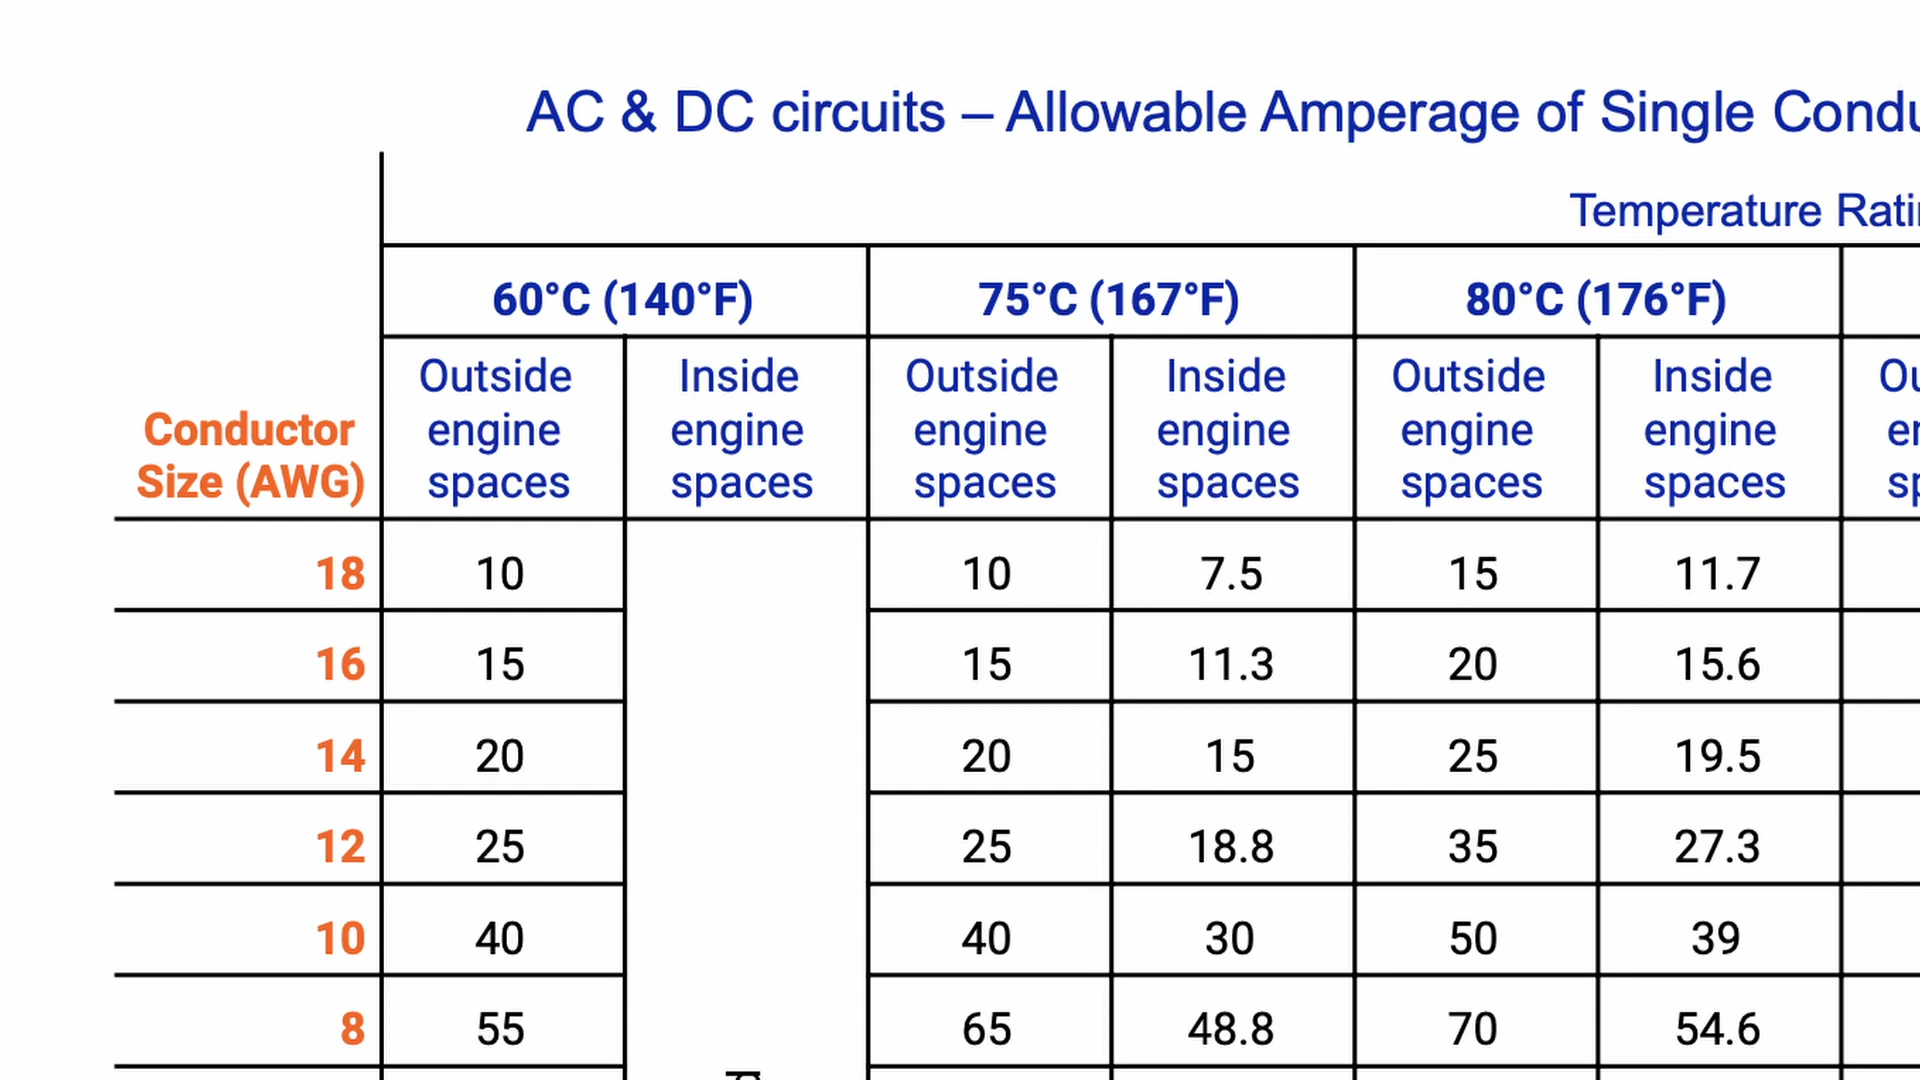 AC & DC circuits – Allowable Amperage of Single
Temperature
60°C (140°F) 75°C (167°F) 80°C (176°F)
Conductor Size (AWG)
Outside engine spaces Inside engine spaces Outside engine spaces Inside engine spaces Outside engine spaces Inside engine spaces
18 10 10 7.5 15 11.7
16 15 15 11.3 20 15.6
14 20 20 15 25 19.5
12 25 25 18.8 35 27.3
10 40 40 30 50 39
8 55 65 48.8 70 54.6